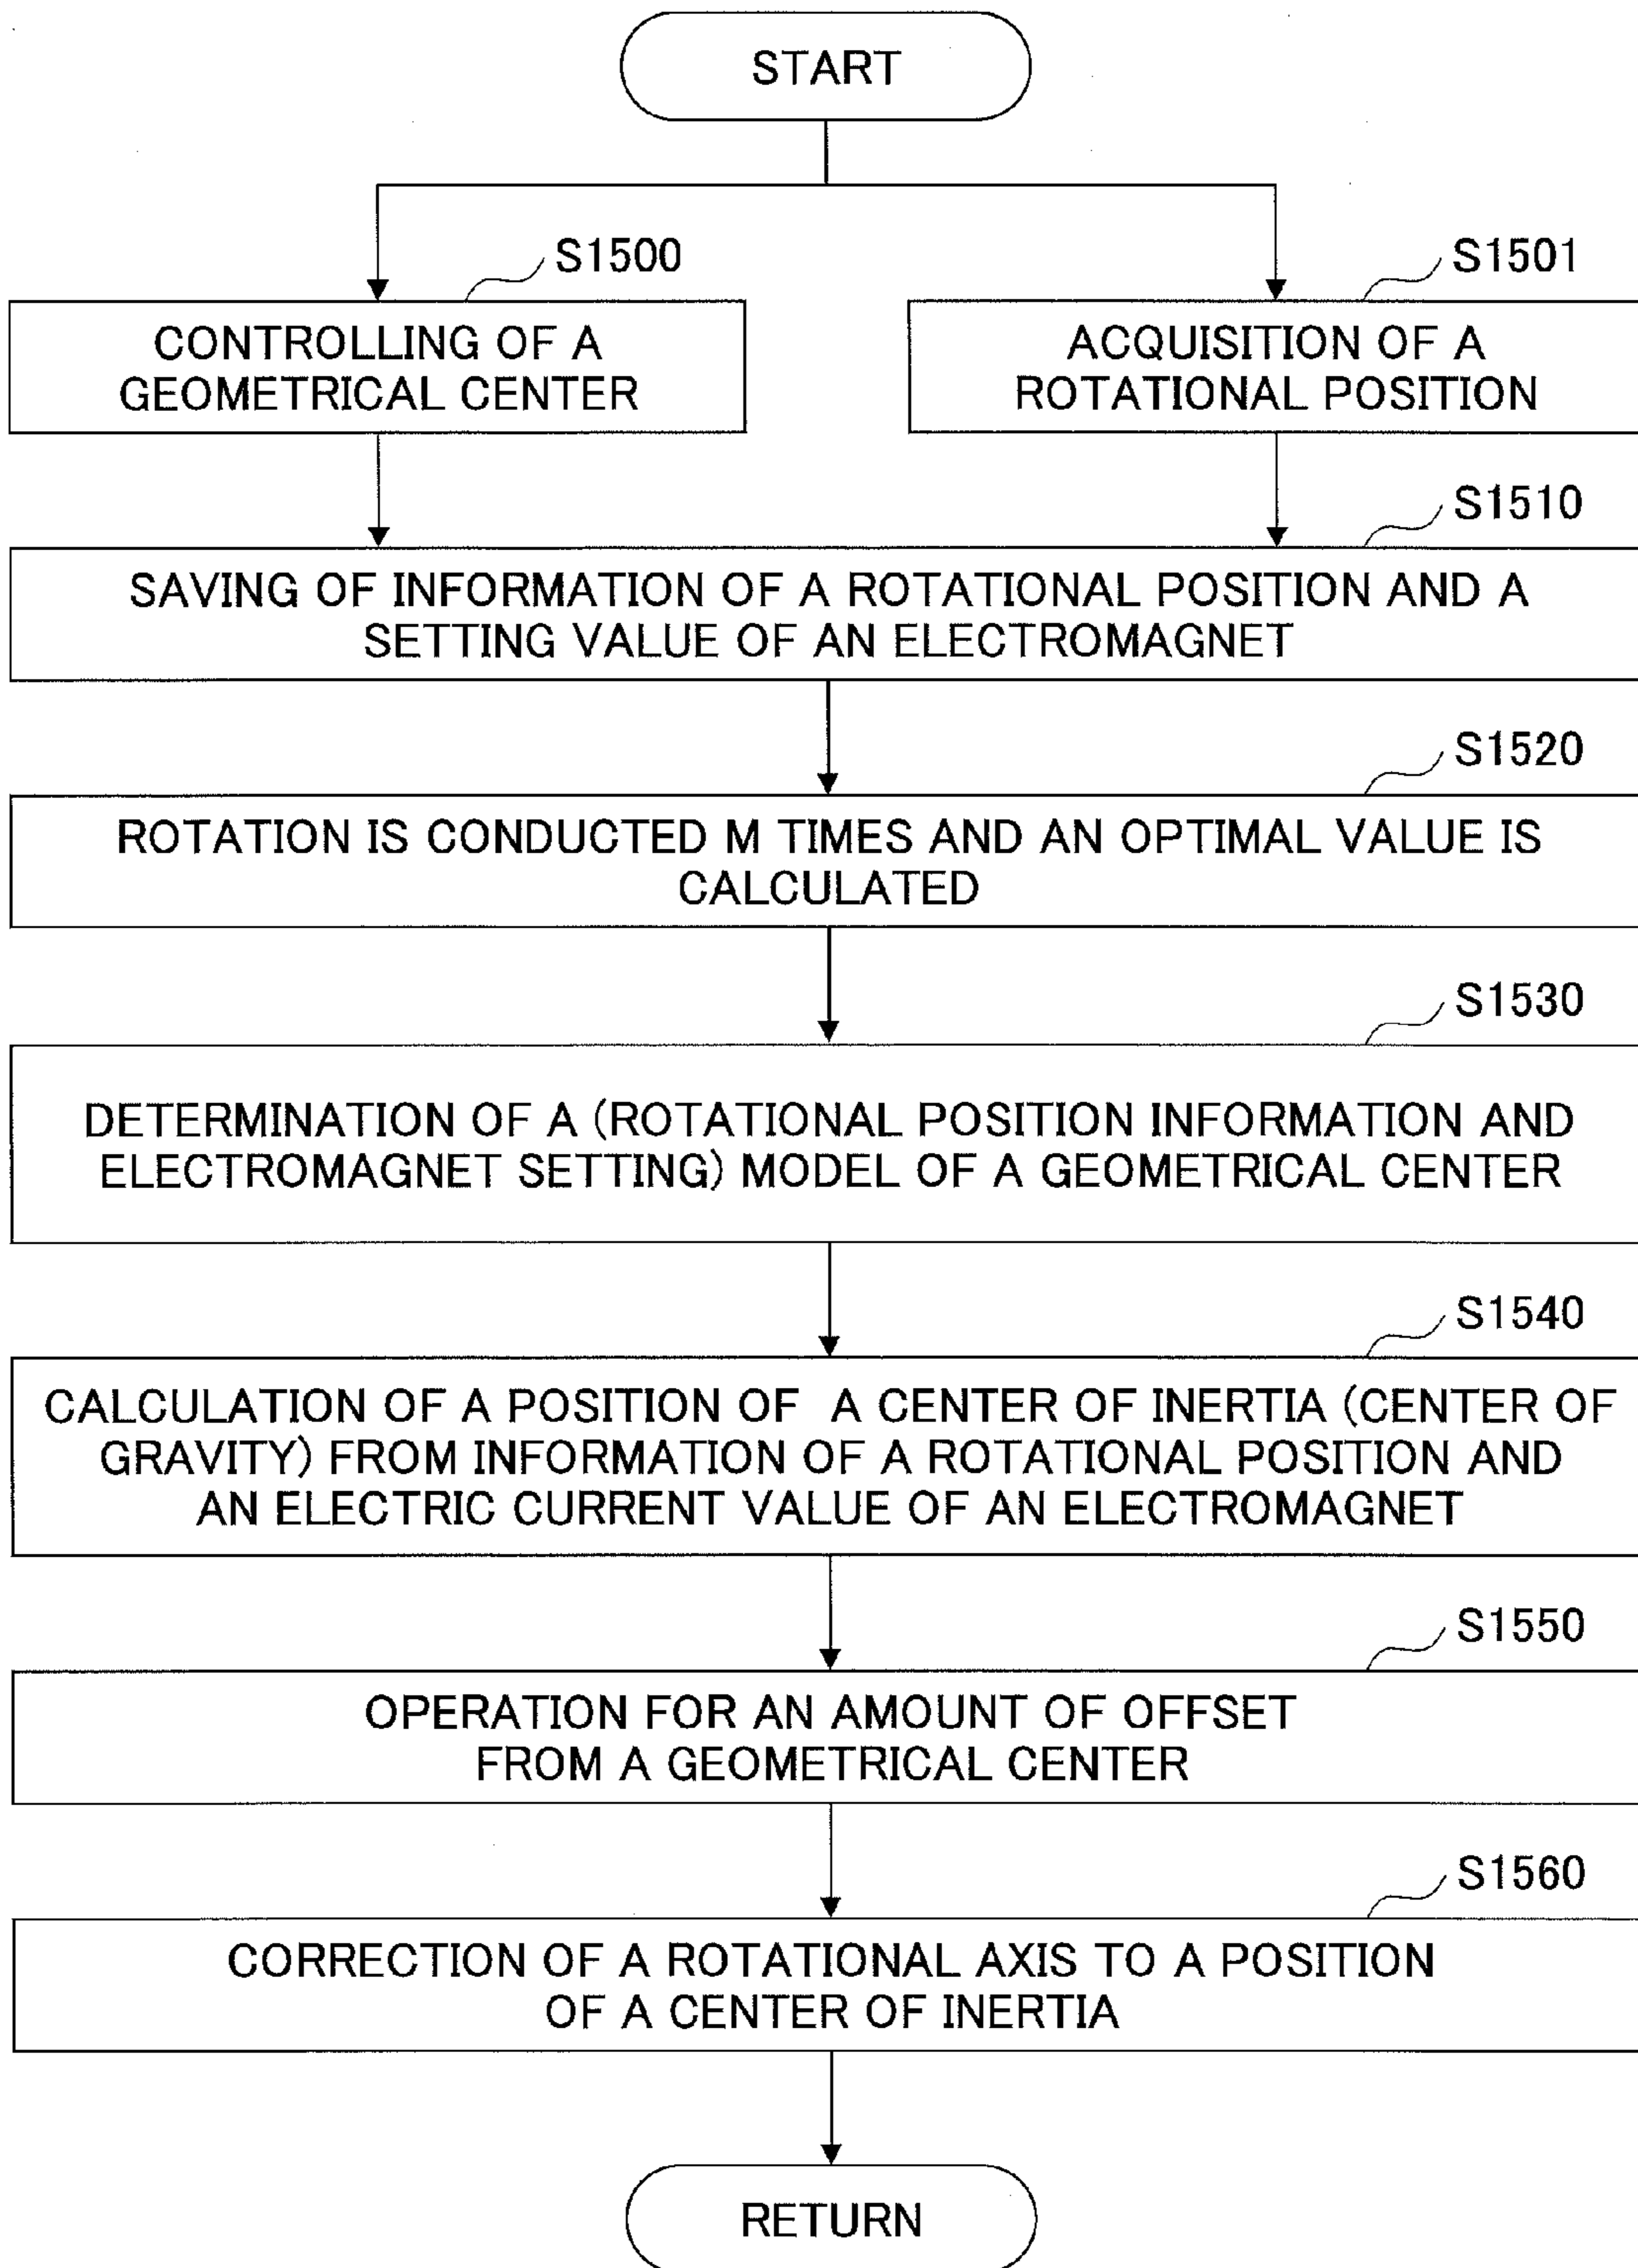 START
S1500
S1501
CONTROLLING OF A
GEOMETRICAL CENTER
ACQUISITION OF A
ROTATIONAL POSITION
S1510
SAVING OF INFORMATION OF A ROTATIONAL POSITION AND A
SETTING VALUE OF AN ELECTROMAGNET
S1520
ROTATION IS CONDUCTED M TIMES AND AN OPTIMAL VALUE IS
CALCULATED
S1530
DETERMINATION OF A (ROTATIONAL POSITION INFORMATION AND
ELECTROMAGNET SETTING) MODEL OF A GEOMETRICAL CENTER
S1540
CALCULATION OF A POSITION OF A CENTER OF INERTIA (CENTER OF
GRAVITY) FROM INFORMATION OF A ROTATIONAL POSITION AND
AN ELECTRIC CURRENT VALUE OF AN ELECTROMAGNET
S1550
OPERATION FOR AN AMOUNT OF OFFSET
FROM A GEOMETRICAL CENTER
S1560
CORRECTION OF A ROTATIONAL AXIS TO A POSITION
OF A CENTER OF INERTIA
RETURN